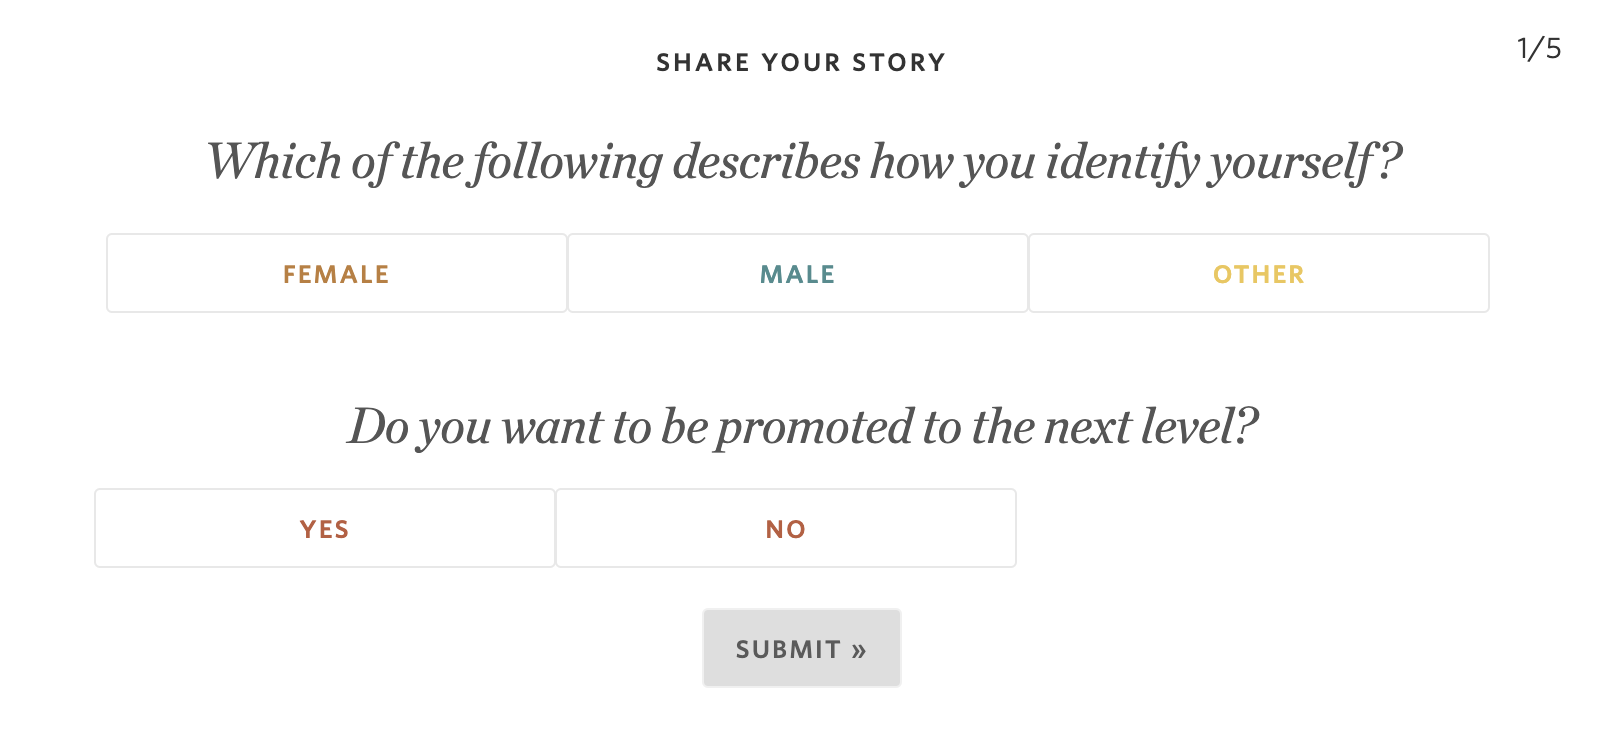 SHARE YOUR STORY
1/5
Which of the following describes how you identify yourself?
FEMALE
MALE
OTHER
Do you want to be promoted to the next level?
YES
NO
SUBMIT »